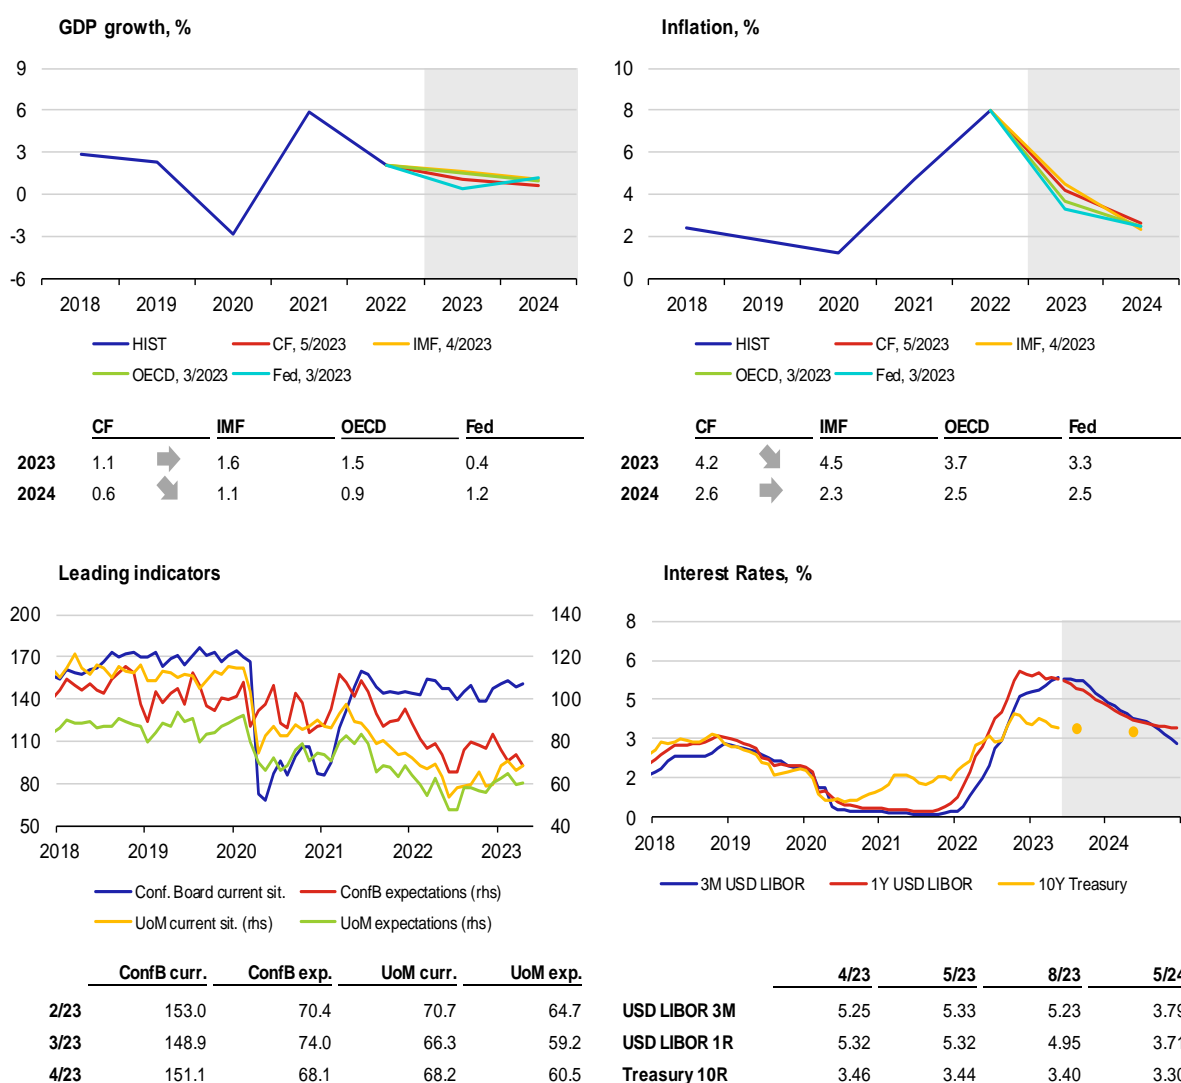 GDP growth, %
9
6
3
0
-3
-6
2018 2019 2020 2021 2022 2023 2024
HIST CF, 5/2023 IMF, 4/2023
OECD, 3/2023 Fed, 3/2023
CF IMF OECD Fed
2023 1.1 1.6 1.5 0.4
2024 0.6 1.1 0.9 1.2
Inflation, %
10
8
6
4
2
0
2018 2019 2020 2021 2022 2023 2024
HIST CF, 5/2023 IMF, 4/2023
OECD, 3/2023 Fed, 3/2023
CF IMF OECD Fed
2023 4.2 4.5 3.7 3.3
2024 2.6 2.3 2.5 2.5
Leading indicators
200 140
170 120
140 100
110 80
80 60
50 40
2018 2019 2020 2021 2022 2023
Conf. Board current sit. ConfB expectations (rhs)
UoM current sit. (rhs) UoM expectations (rhs)
ConfB curr. ConfB exp. UoM curr. UoM exp.
2/23 153.0 70.4 70.7 64.7
3/23 148.9 74.0 66.3 59.2
4/23 151.1 68.1 68.2 60.5
Interest Rates, %
8
6
5
3
2
0
2018 2019 2020 2021 2022 2023 2024
3M USD LIBOR 1Y USD LIBOR 10Y Treasury
4/23 5/23 8/23 5/24
USD LIBOR 3M 5.25 5.33 5.23 3.79
USD LIBOR 1R 5.32 5.32 4.95 3.71
Treasury 10R 3.46 3.44 3.40 3.30